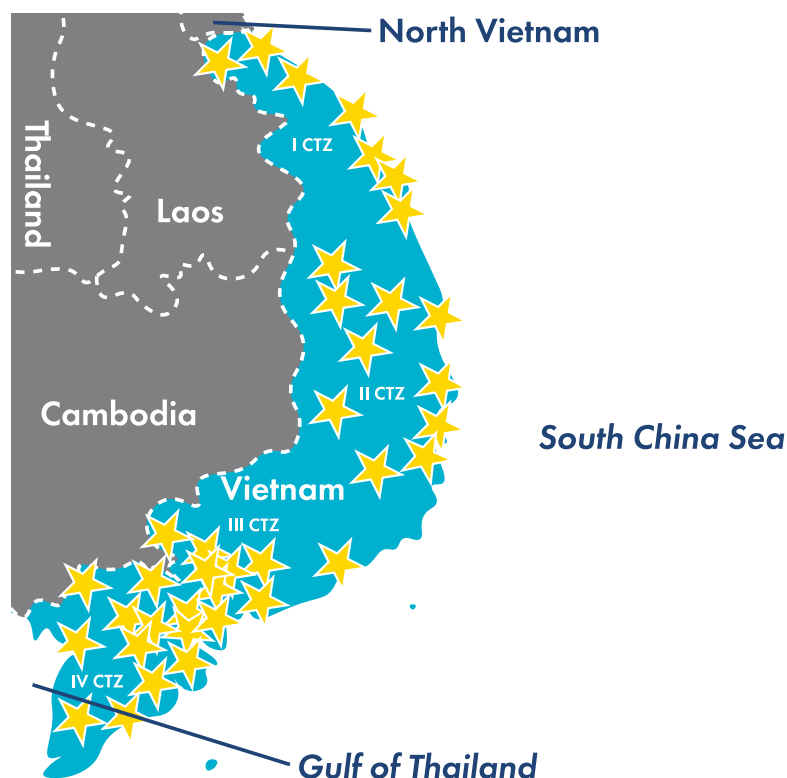 North Vietnam
I CTZ
Thailand
Laos
II CTZ
Cambodia
South China Sea
Vietnam
III CTZ
IV CTZ
Gulf of Thailand